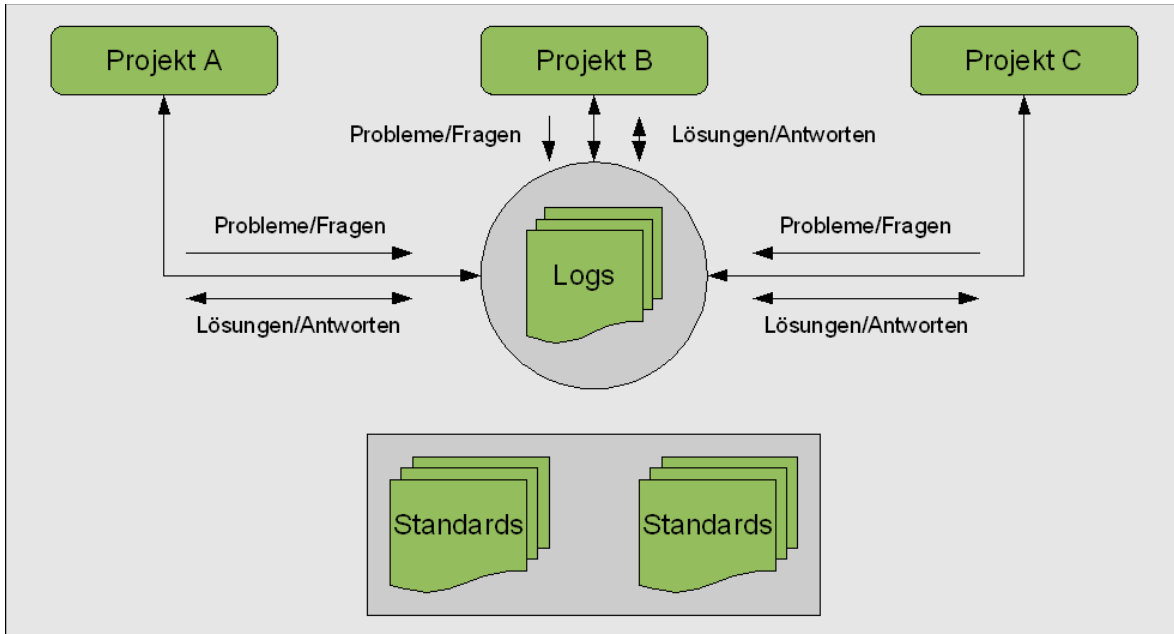 Projekt A
Projekt B
Projekt C
Probleme/Fragen
Lösungen/Antworten
Probleme/Fragen
Probleme/Fragen
Logs
Lösungen/Antworten
Lösungen/Antworten
Standards
Standards